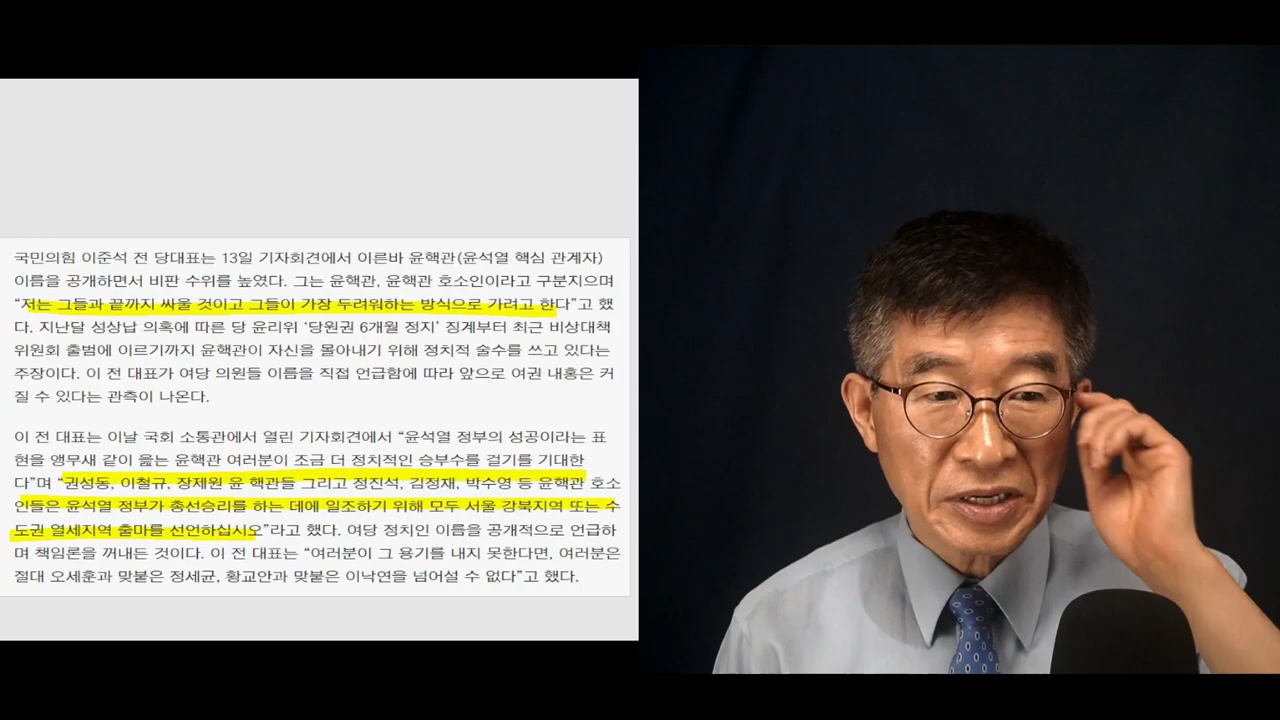 국민의힘 이준석 전 당대표는 13일 기자회견에서 이른바 윤핵관(윤석열 핵심 관계자)
이름을 공개하면서 비판 수위를 높였다. 그는 윤핵관, 윤핵관 호소인이라고 구분지으며
“저는 그들과 끝까지 싸울 것이고 그들이 가장 두려워하는 방식으로 가려고 한다”고 했
다. 지난달 성상납 의혹에 따른 당 윤리위 ‘당원권 6개월 정지’ 징계부터 최근 비상대책
위원회 출범에 이르기까지 윤핵관이 자신을 몰아내기 위해 정치적 술수를 쓰고 있다는
주장이다. 이 전 대표가 여당 의원들 이름을 직접 언급함에 따라 앞으로 여권 내홍은 커
질 수 있다는 관측이 나온다.
이 전 대표는 이날 국회 소통관에서 열린 기자회견에서 “윤석열 정부의 성공이라는 표
현을 앵무새 같이 읊는 윤핵관 여러분이 조금 더 정치적인 승부수를 걸기를 기대한
다”며 “권성동, 이철규, 장제원 윤 핵관들 그리고 정진석, 김정재, 박수영 등 윤핵관 호소
인들은 윤석열 정부가 총선승리를 하는 데에 일조하기 위해 모두 서울 강북지역 또는 수
도권 열세지역 출마를 선언하십시오”라고 했다. 여당 정치인 이름을 공개적으로 언급하
며 책임론을 꺼내든 것이다. 이 전 대표는 “여러분이 그 용기를 내지 못한다면, 여러분은
절대 오세훈과 맞붙은 정세균, 황교안과 맞붙은 이낙연을 넘어설 수 없다”고 했다.